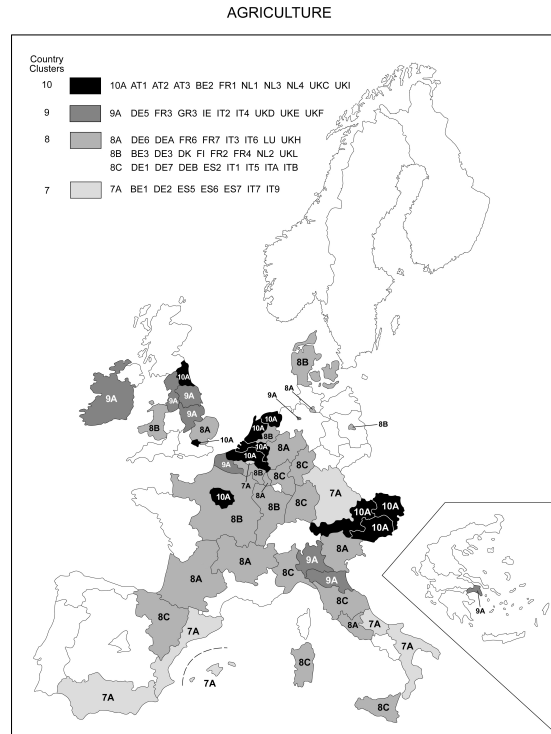 AGRICULTURE
Country
Clusters
10 10A AT1 AT2 AT3 BE2 FR1 NL1 NL3 NL4 UKC UKI
9 9A DE5 FR3 GR3 IE IT2 IT4 UKD UKE UKF
8 8A DE6 DEA FR6 FR7 IT3 IT6 LU UKH
8B BE3 DE3 DK FI FR2 FR4 NL2 UKL
8C DE1 DE7 DEB ES2 IT1 IT5 ITA ITB
7 7A BE1 DE2 ES5 ES6 ES7 IT7 IT9
8B
10A
8A
9A
9A
9A
10A
8B
9A
10A
8B
8A
10A
8B
10A
8A
10A
9A
8B
8C
8C
7A
8A
7A
10A
10A
10A
8B
8B
8C
10A
8A
8A
8A
8C
9A
9A
8C
8C
8A
7A
7A
7A
7A
7A
8C
8C
9A